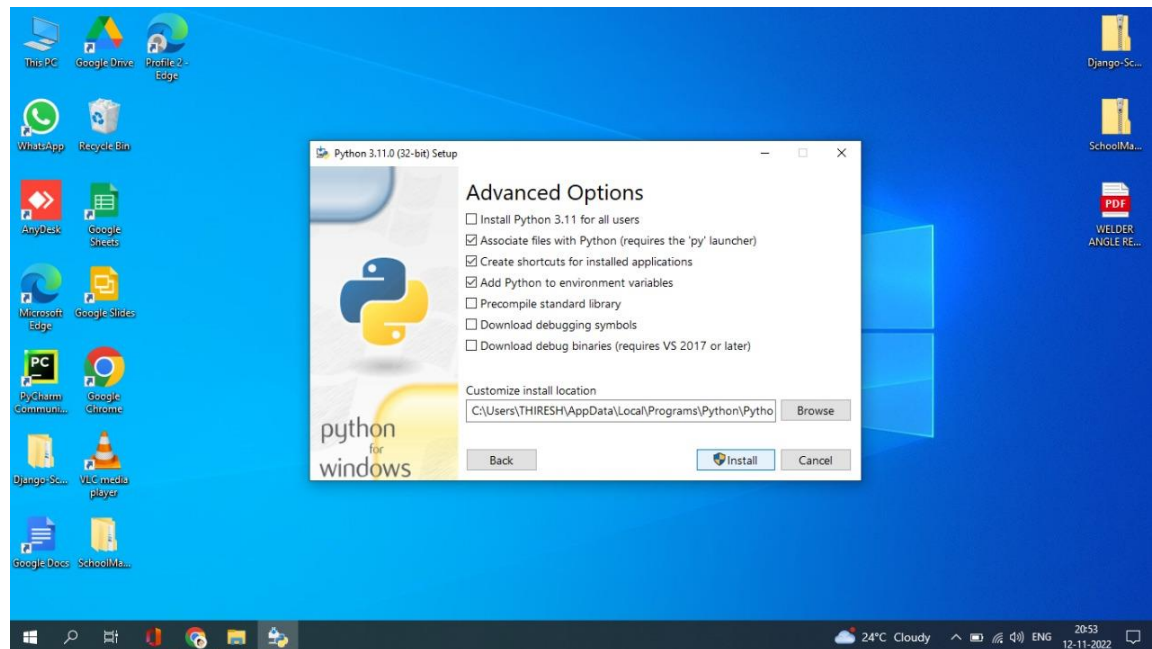 This PC
Google Drive
Profile 2 -
Edge
Django-Sc...
WhatsApp
Recycle Bin
SchoolMa...
AnyDesk
Google
Sheets
PDF
WELDER
ANGLE RE...
Microsoft
Edge
Google Slides
PC
PyCharm
Communi...
Google
Chrome
Django-Sc...
VLC media
player
Google Docs
SchoolMa...
Python 3.11.0 (32-bit) Setup
Advanced Options
Install Python 3.11 for all users
Associate files with Python (requires the 'py' launcher)
Create shortcuts for installed applications
Add Python to environment variables
Precompile standard library
Download debugging symbols
Download debug binaries (requires VS 2017 or later)
Customize install location
C:\Users\THIRESH\AppData\Local\Programs\Python\Pytho
Browse
python
for
windows
Back
Install
Cancel
24°C Cloudy
ENG
20:53
12-11-2022